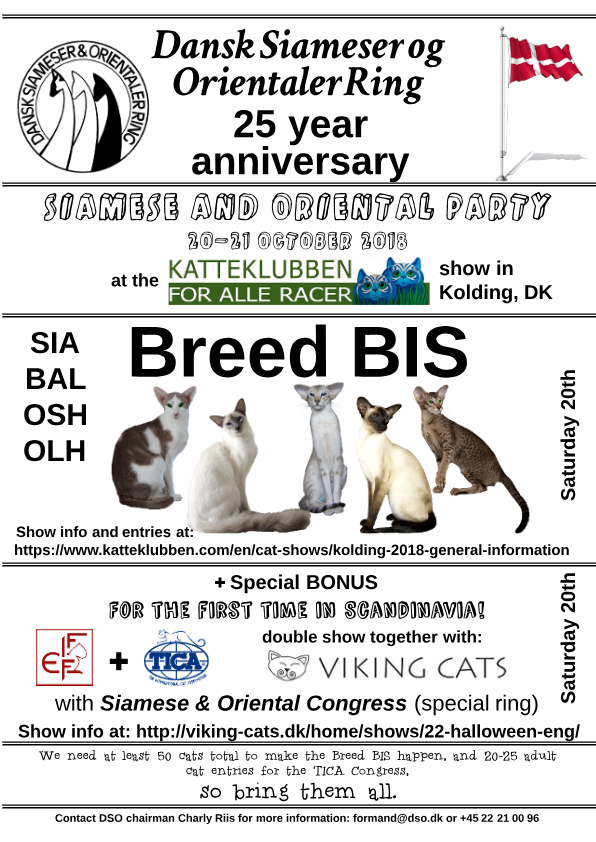 DANSK SIAMESER & ORIENTALER RING
Dansk Siameser og
Orientaler Ring
25 year
anniversary
SIAMESE AND ORIENTAL PARTY
20-21 OCTOBER 2018
at the
KATTEKLUBBEN
FOR ALLE RACER
show in
Kolding, DK
SIA
BAL
OSH
OLH
Breed BIS
Saturday 20th
Show info and entries at:
https://www.katteklubben.com/en/cat-shows/kolding-2018-general-information
+ Special BONUS
FOR THE FIRST TIME IN SCANDINAVIA!
FIFE
+
TICA
THE INTERNATIONAL CAT ASSOCIATION
double show together with:
VIKING CATS
Saturday 20th
with Siamese & Oriental Congress (special ring)
Show info at: http://viking-cats.dk/home/shows/22-halloween-eng/
We need at least 50 cats total to make the Breed BIS happen, and 20-25 adult
cat entries for the TICA Congress,
so bring them all.
Contact DSO chairman Charly Riis for more information: formand@dso.dk or +45 22 21 00 96